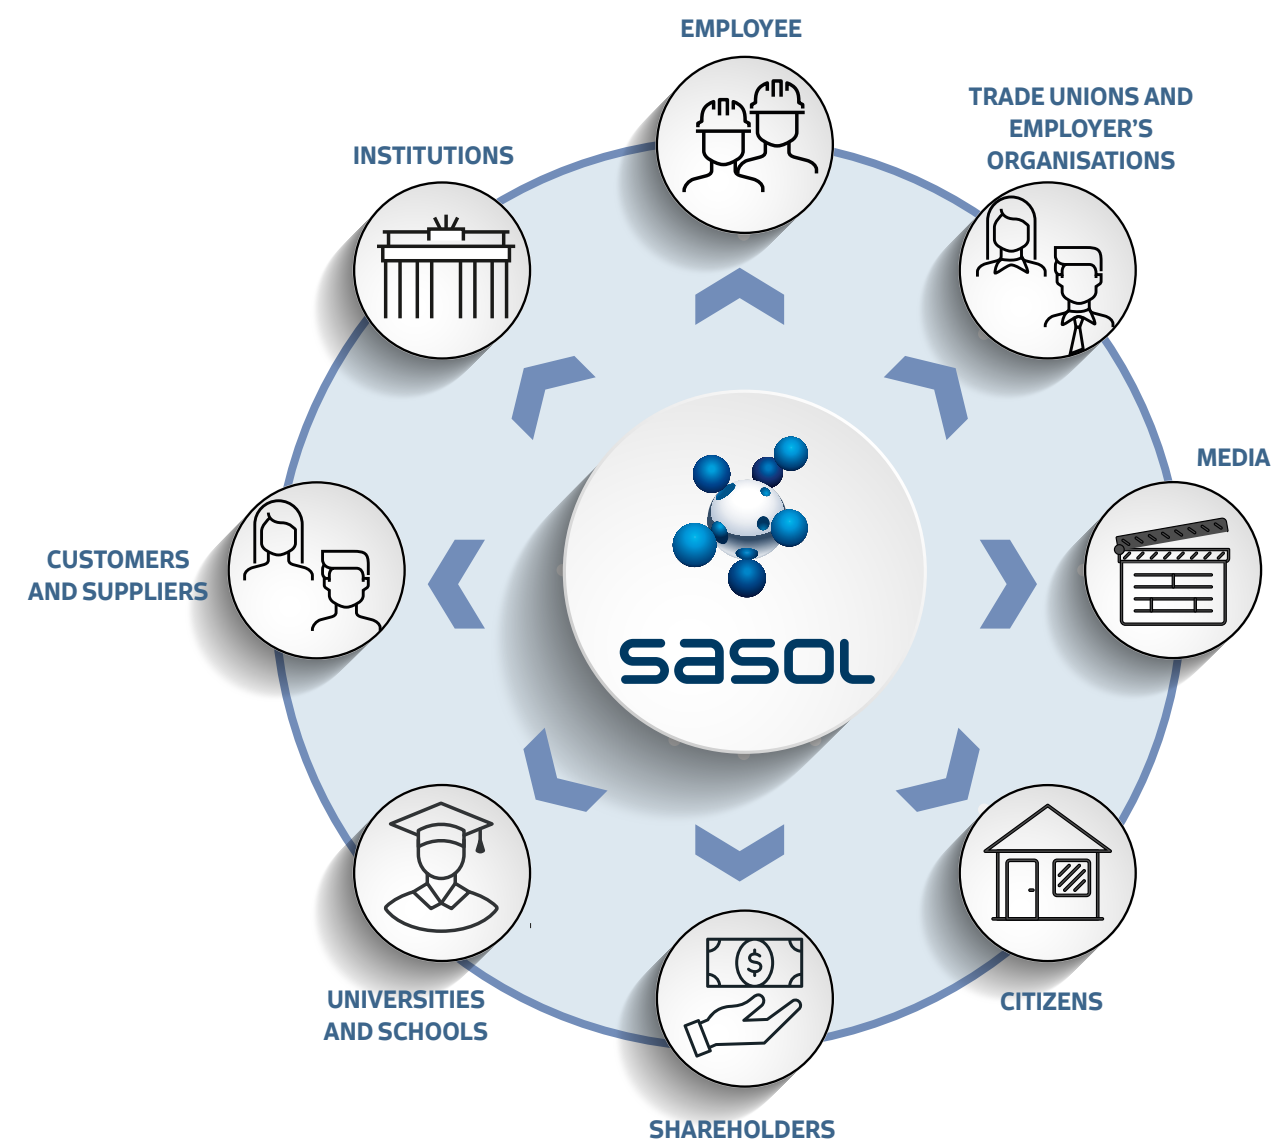 EMPLOYEE
TRADE UNIONS AND
EMPLOYER'S
ORGANISATIONS
INSTITUTIONS
MEDIA
CUSTOMERS
AND SUPPLIERS
sasol
$
UNIVERSITIES
AND SCHOOLS
CITIZENS
SHAREHOLDERS